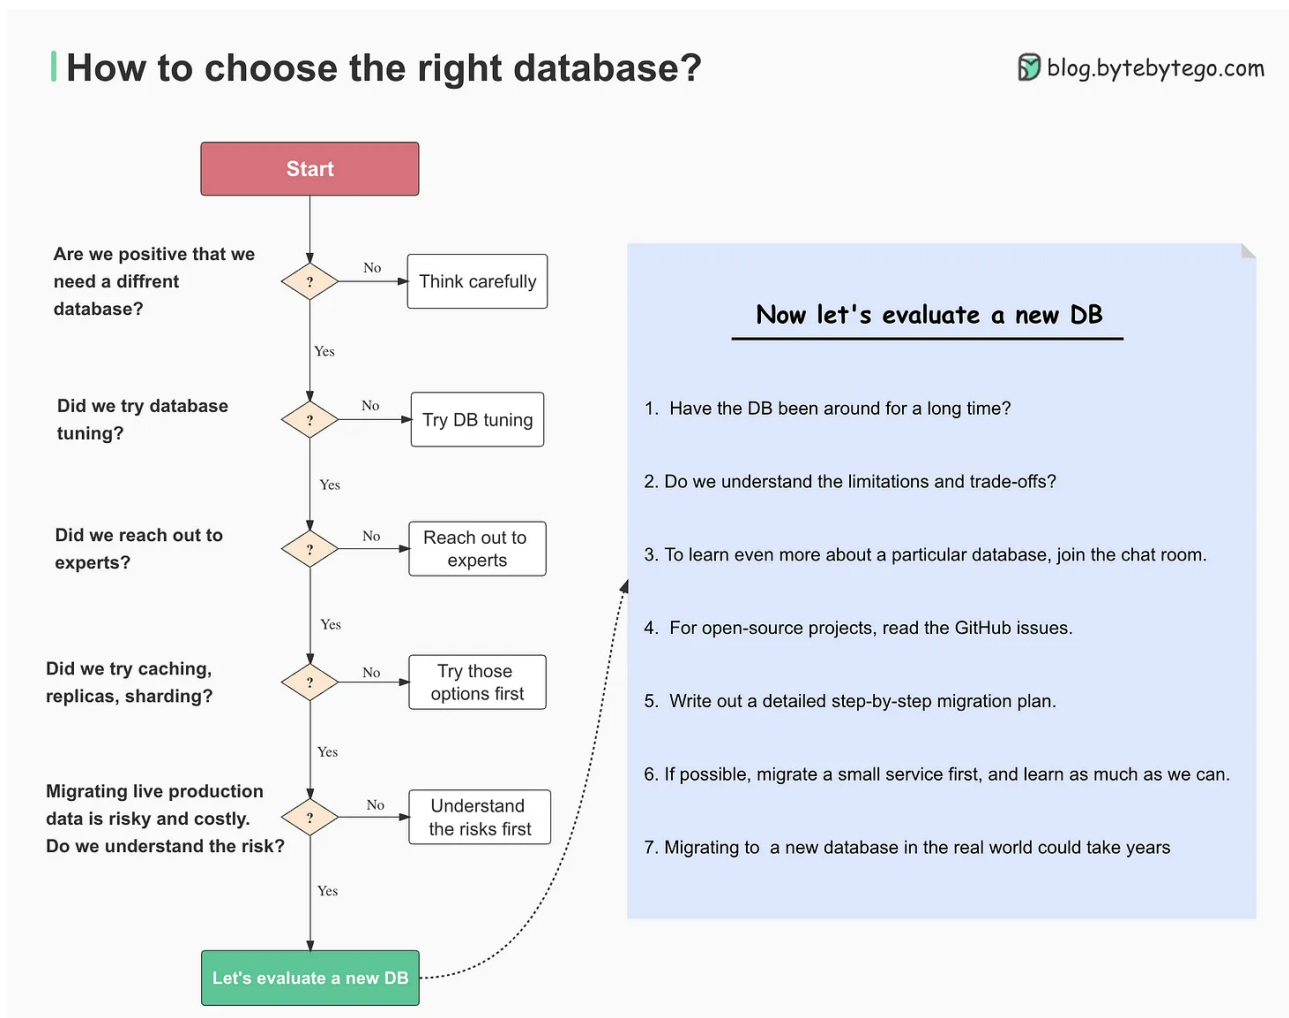 How to choose the right database?
blog.bytebytego.com
Start
Are we positive that we
need a diffrent
database?
?
No
Think carefully
Yes
Did we try database
tuning?
?
No
Try DB tuning
Yes
Did we reach out to
experts?
?
No
Reach out to
experts
Yes
Did we try caching,
replicas, sharding?
?
No
Try those
options first
Yes
Migrating live production
data is risky and costly.
Do we understand the risk?
?
No
Understand
the risks first
Yes
Let's evaluate a new DB
Now let's evaluate a new DB
1. Have the DB been around for a long time?
2. Do we understand the limitations and trade-offs?
3. To learn even more about a particular database, join the chat room.
4. For open-source projects, read the GitHub issues.
5. Write out a detailed step-by-step migration plan.
6. If possible, migrate a small service first, and learn as much as we can.
7. Migrating to a new database in the real world could take years